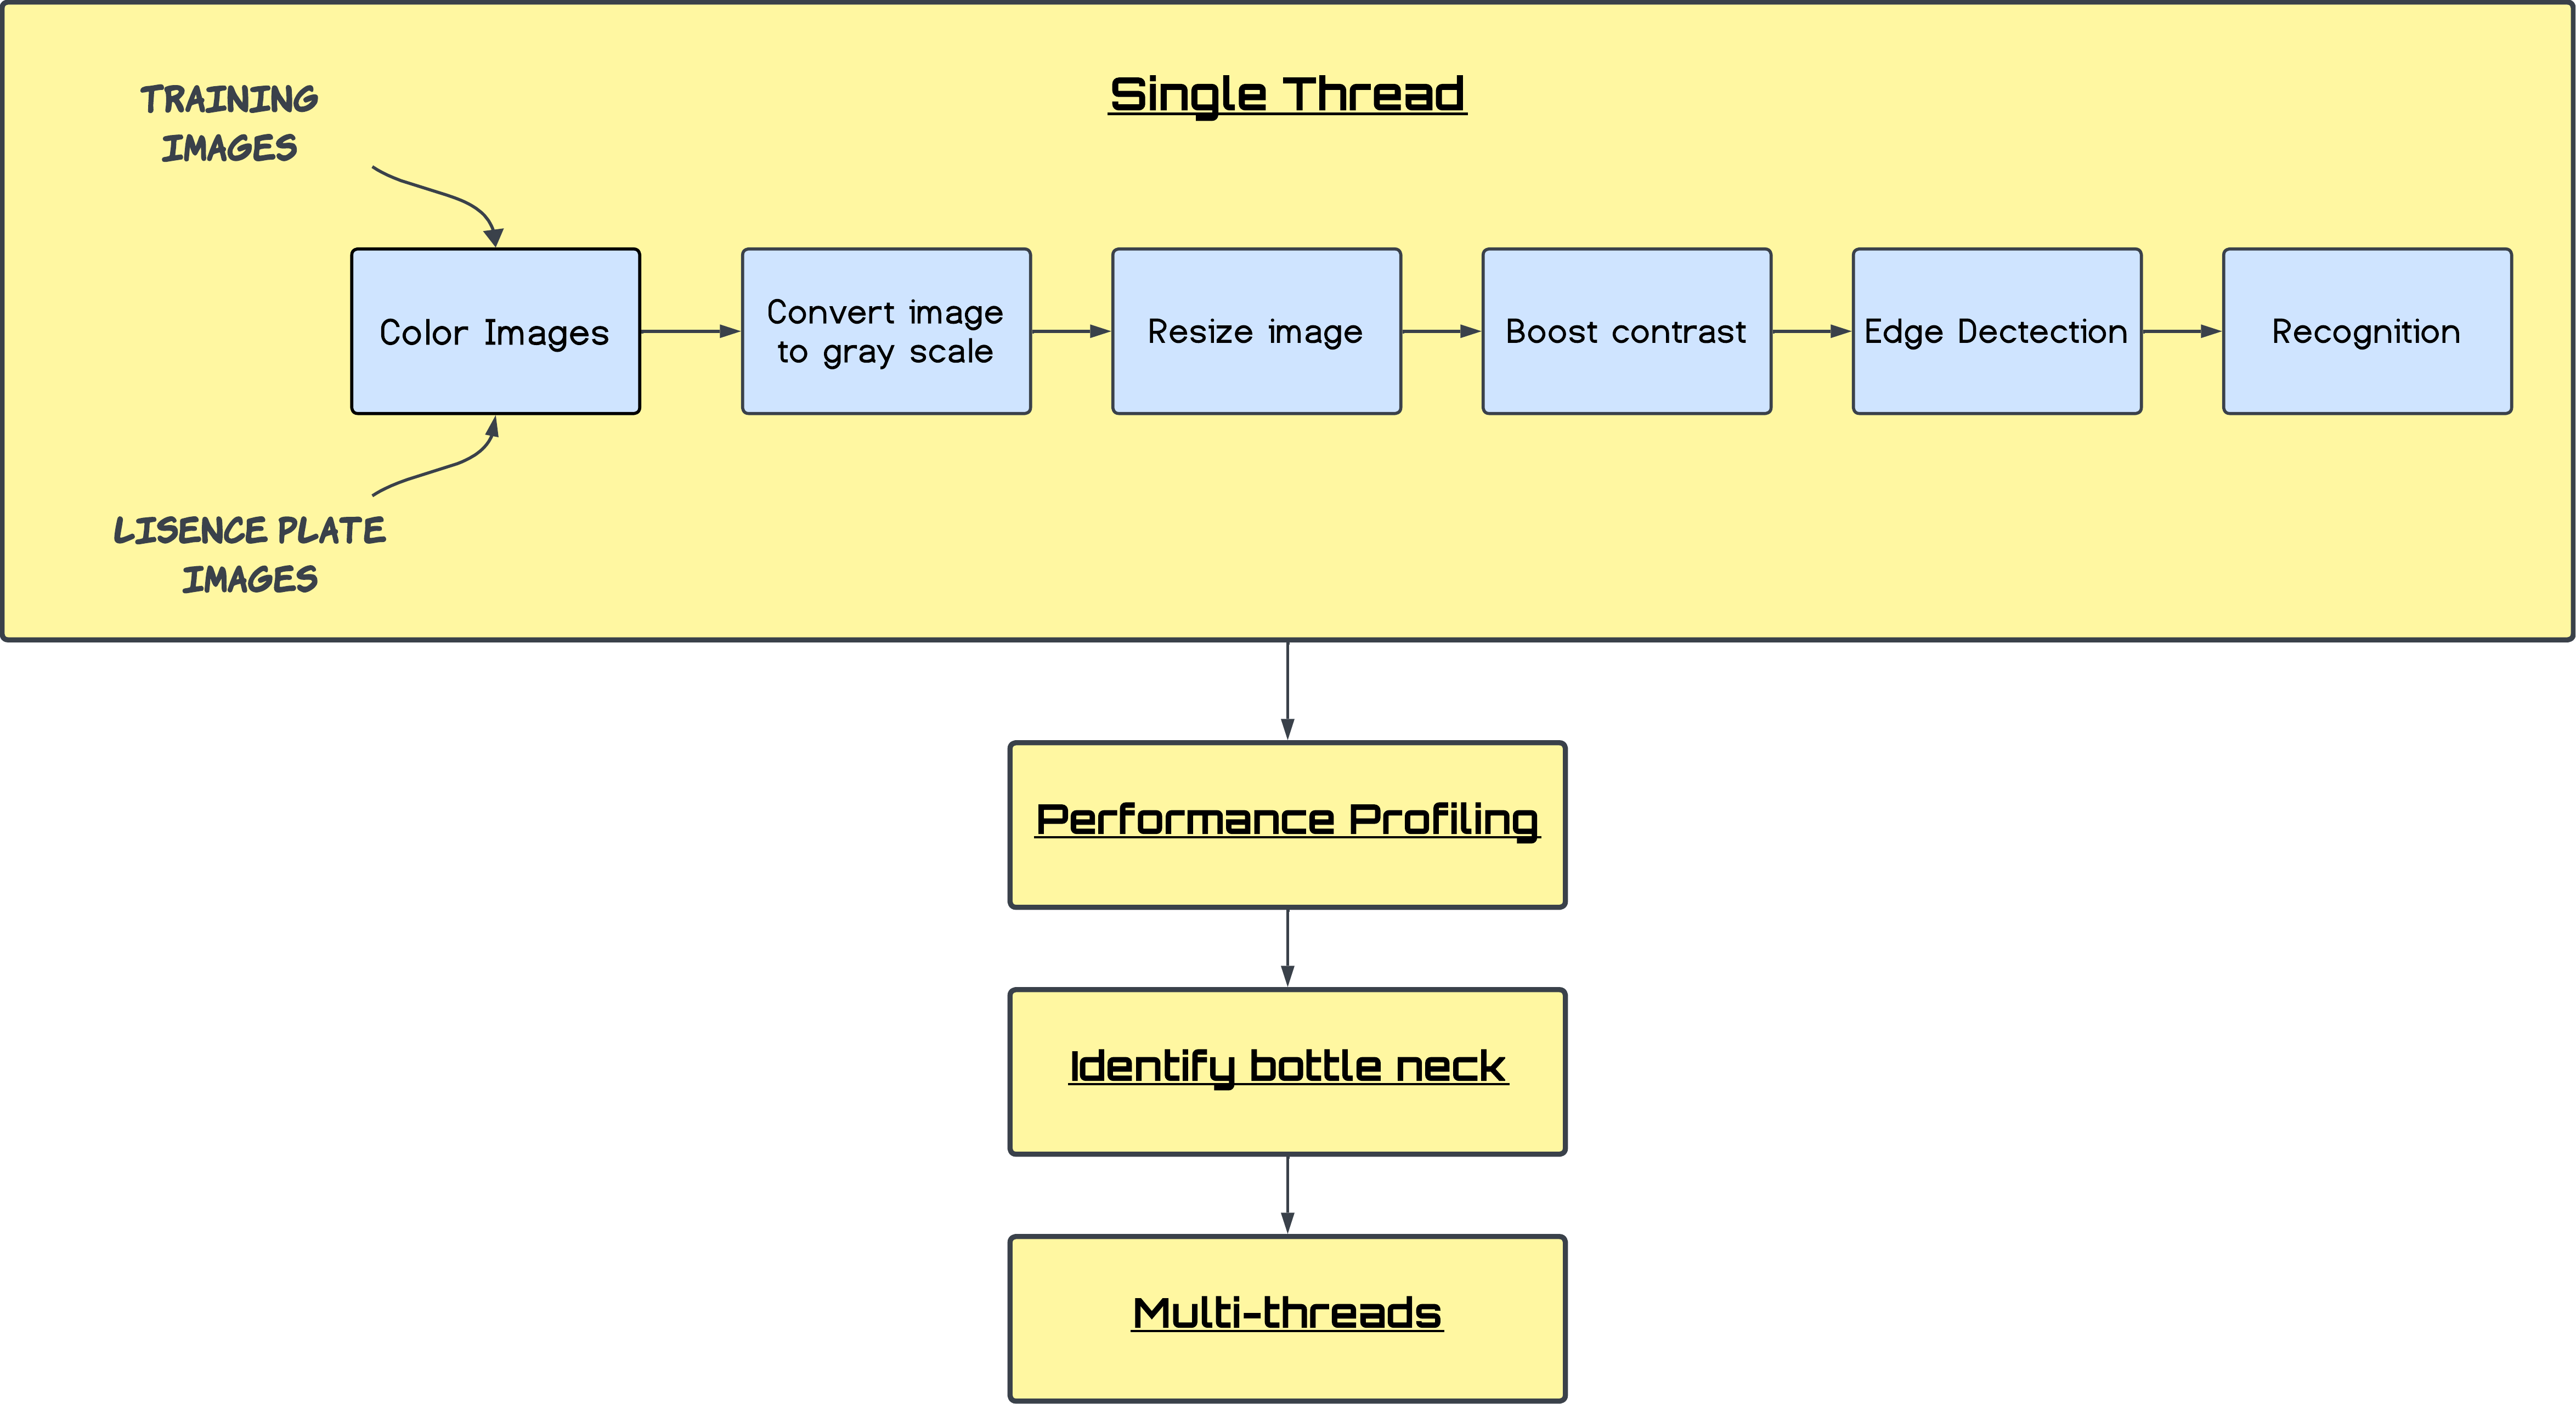 Single Thread
TRAINING
IMAGES
Color Images
Convert image
to gray scale
Resize image
Boost contrast
Edge Dectection
Recognition
LISENCE PLATE
IMAGES
Performance Profiling
Identify bottle neck
Multi-threads